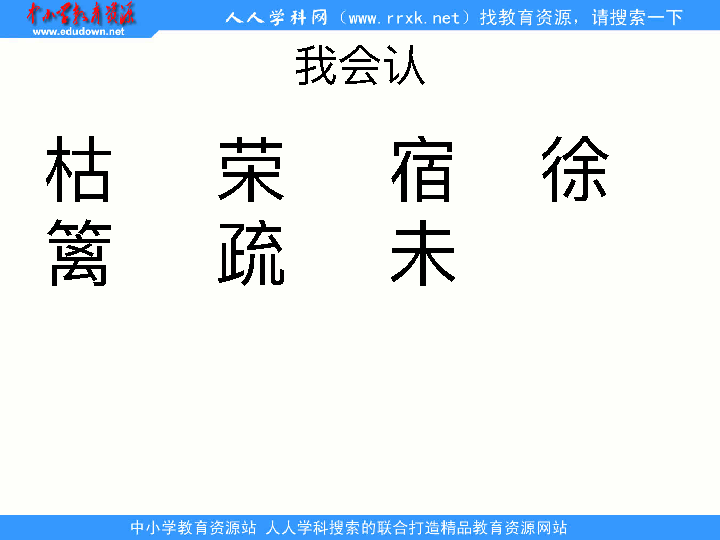 中小学教育资源
www.edudown.net
人人学科网（www.rrxk.net）找教育资源，请搜索一下
我会认
枯 荣 宿 徐
篱 疏 未
中小学教育资源站 人人学科搜索的联合打造精品教育资源网站